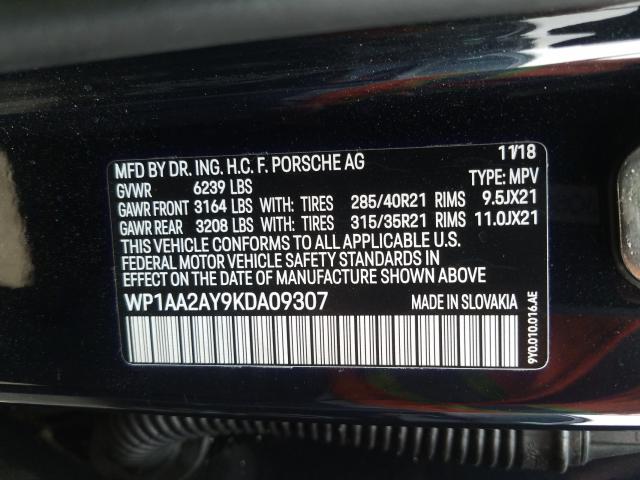 MFD BY DR. ING. H.C. F. PORSCHE AG 11/18
GVWR 6239 LBS TYPE: MPV
GAWR FRONT 3164 LBS WITH: TIRES 285/40R21 RIMS 9.5JX21
GAWR REAR 3208 LBS WITH: TIRES 315/35R21 RIMS 11.0JX21
THIS VEHICLE CONFORMS TO ALL APPLICABLE U.S.
FEDERAL MOTOR VEHICLE SAFETY STANDARDS IN
EFFECT ON THE DATE OF MANUFACTURE SHOWN ABOVE
WP1AA2AY9KDA09307 MADE IN SLOVAKIA
9Y0.010.016.AE